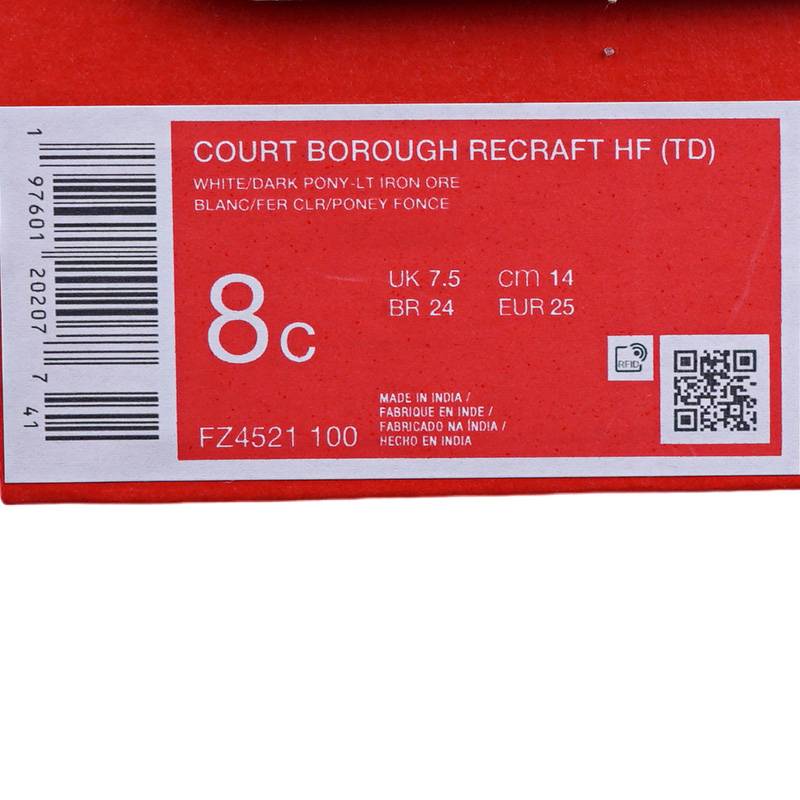 COURT BOROUGH RECRAFT HF (TD)
WHITE/DARK PONY-LT IRON ORE
BLANC/FER CLR/PONEY FONCE
8C
UK 7.5 cm 14
BR 24 EUR 25
RFID
MADE IN INDIA /
FABRIQUE EN INDE /
FABRICADO NA ÍNDIA /
HECHO EN INDIA
FZ4521 100
1 97601 20207 7 41